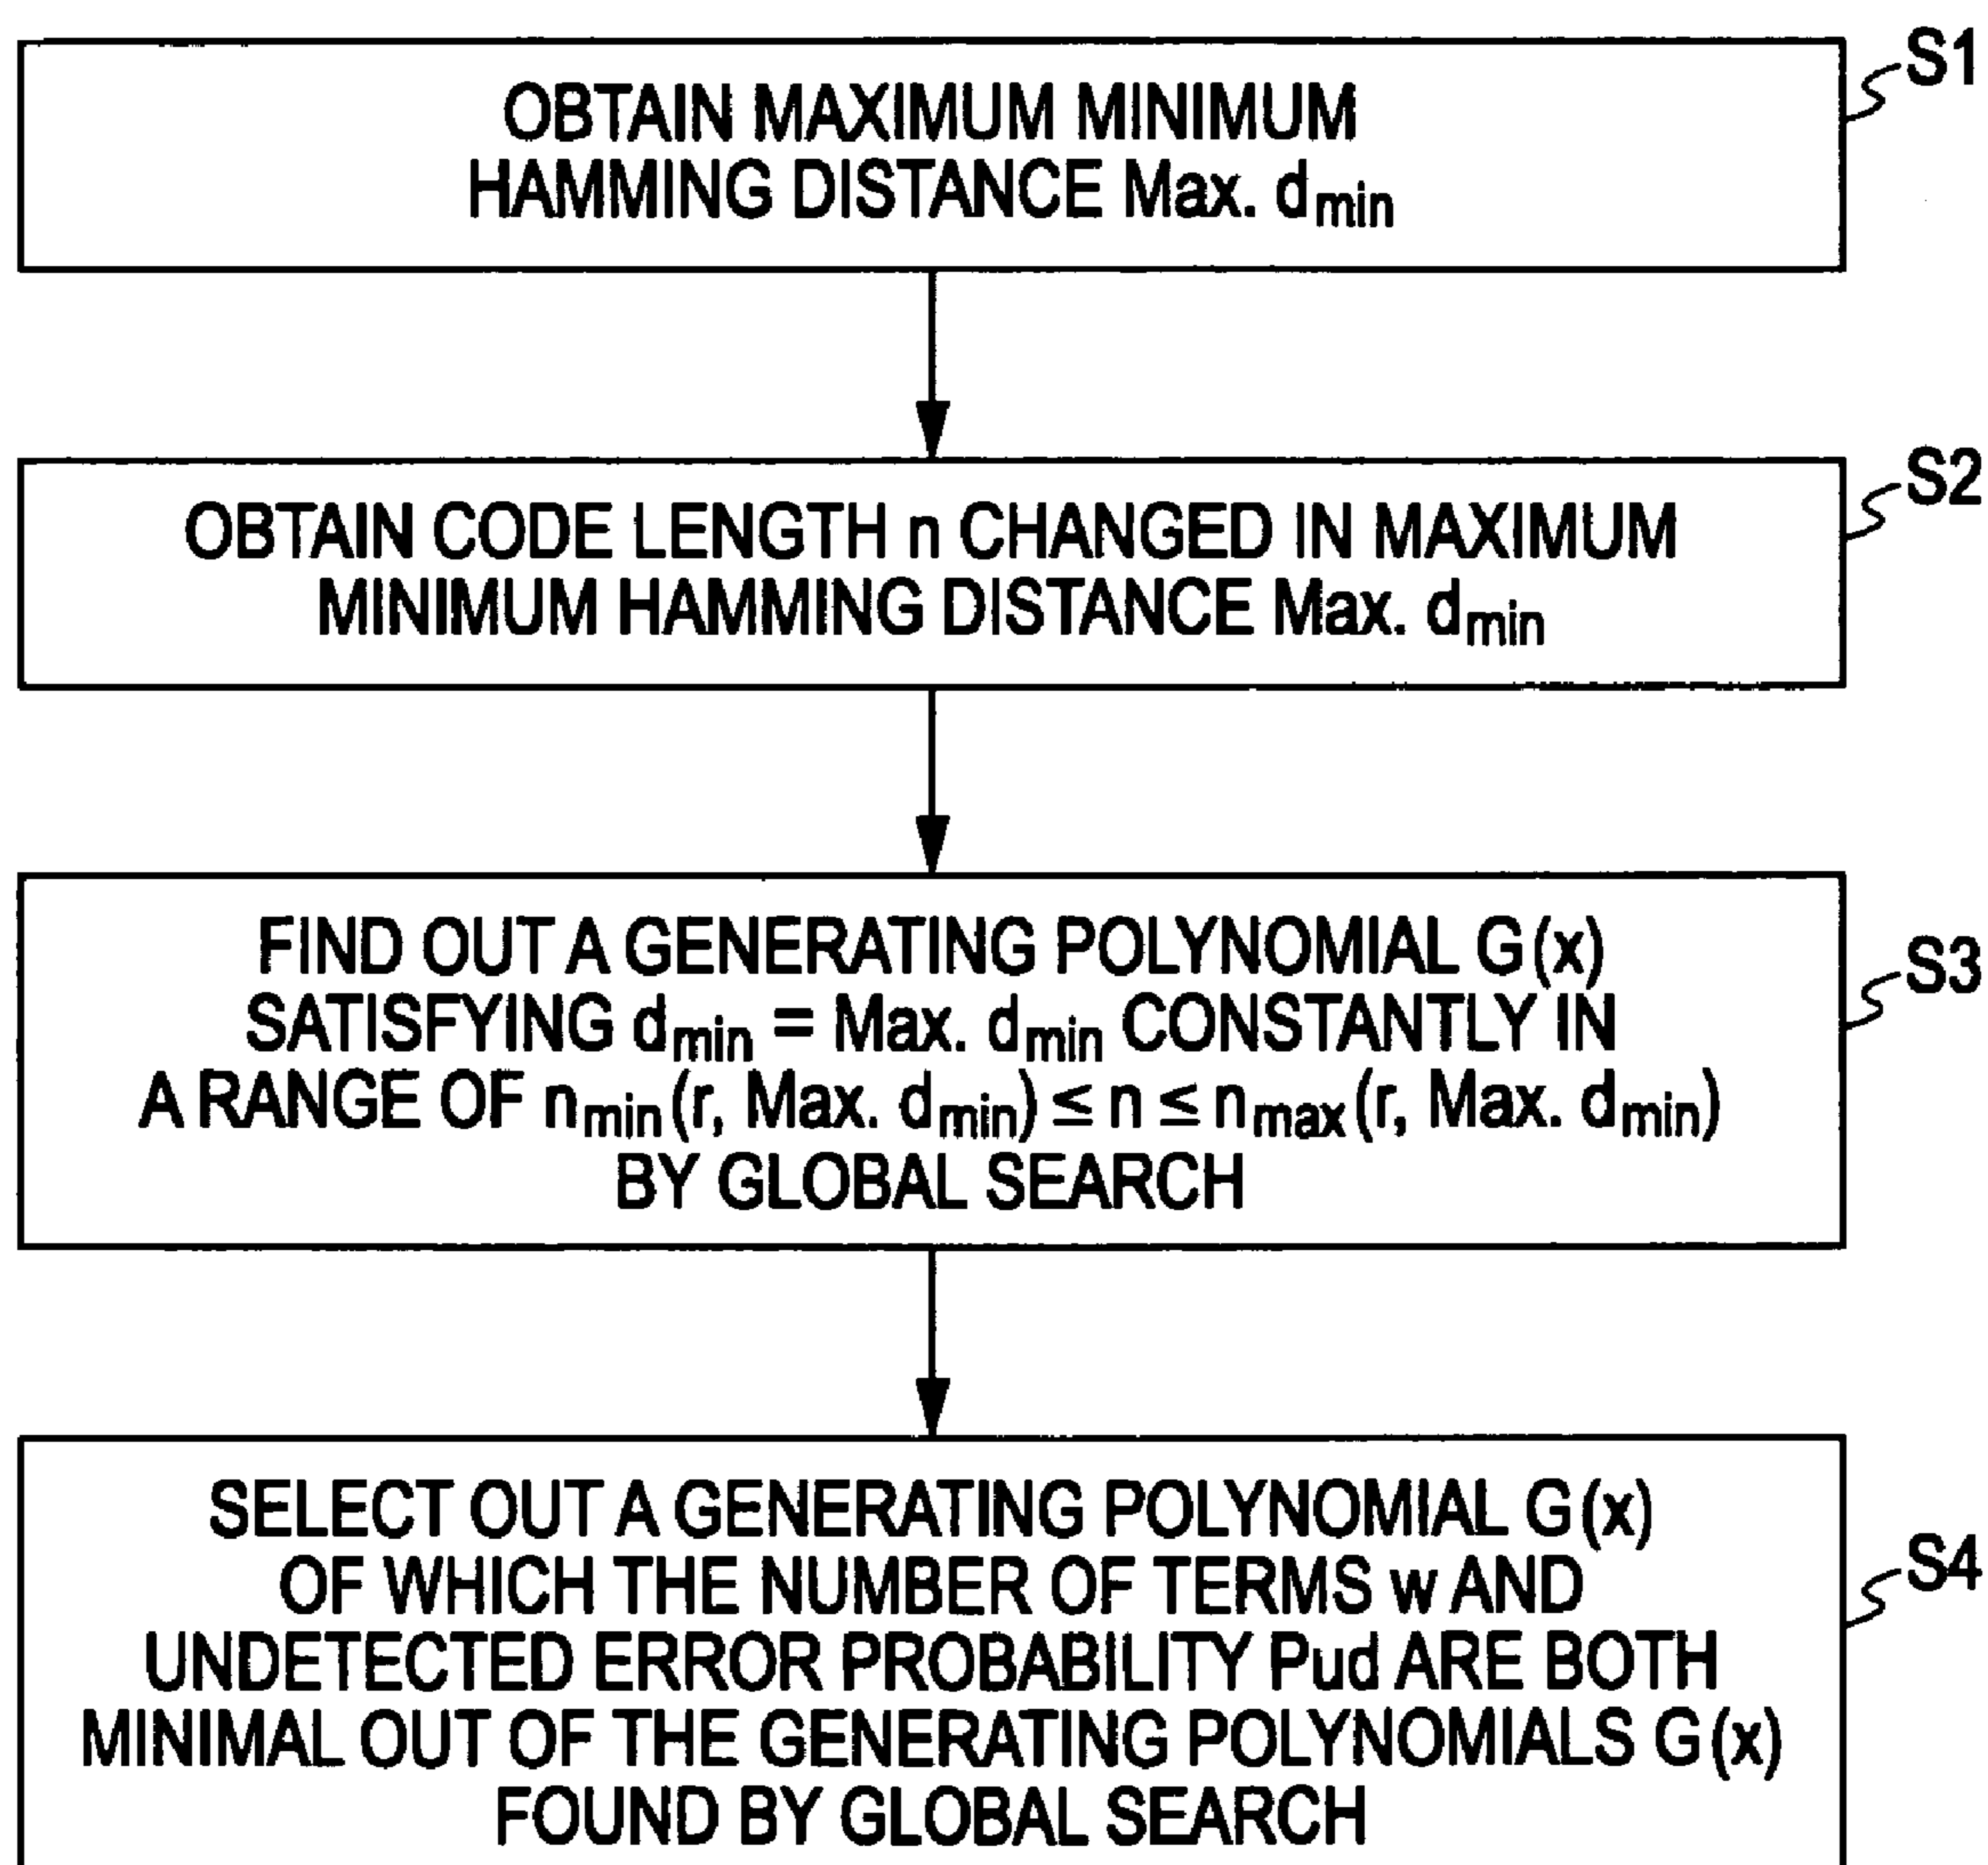 S1
OBTAIN MAXIMUM MINIMUM
HAMMING DISTANCE Max. dmin
S2
OBTAIN CODE LENGTH n CHANGED IN MAXIMUM
MINIMUM HAMMING DISTANCE Max. dmin
FIND OUT A GENERATING POLYNOMIAL G(x)
S3
SATISFYING dmin = Max. dmin CONSTANTLY IN
A RANGE OF nmin(r, Max. dmin) ≤ n ≤ nmax(r, Max. dmin)
BY GLOBAL SEARCH
SELECT OUT A GENERATING POLYNOMIAL G(x)
S4
OF WHICH THE NUMBER OF TERMS w AND
UNDETECTED ERROR PROBABILITY Pud ARE BOTH
MINIMAL OUT OF THE GENERATING POLYNOMIALS G(x)
FOUND BY GLOBAL SEARCH